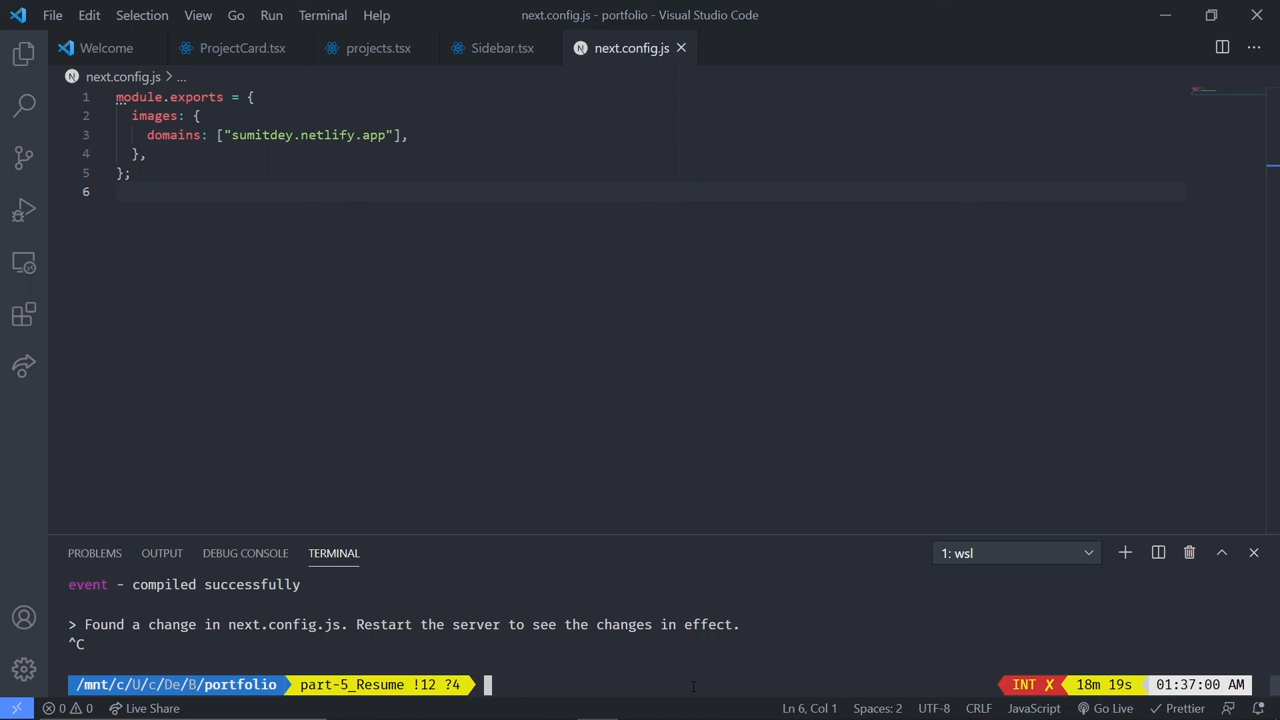 File Edit Selection View Go Run Terminal Help next.config.js - portfolio - Visual Studio Code
Welcome ProjectCard.tsx projects.tsx Sidebar.tsx N next.config.js
N next.config.js > ...
1 module.exports = {
2 images: {
3 domains: ["sumitdey.netlify.app"],
4 },
5 };
6
PROBLEMS OUTPUT DEBUG CONSOLE TERMINAL 1: wsl
event - compiled successfully
> Found a change in next.config.js. Restart the server to see the changes in effect.
^C
/mnt/c/U/c/De/B/portfolio part-5_Resume !12 ?4 INT ✘ 18m 19s 01:37:00 AM
0 0 Live Share Ln 6, Col 1 Spaces: 2 UTF-8 CRLF JavaScript Go Live Prettier